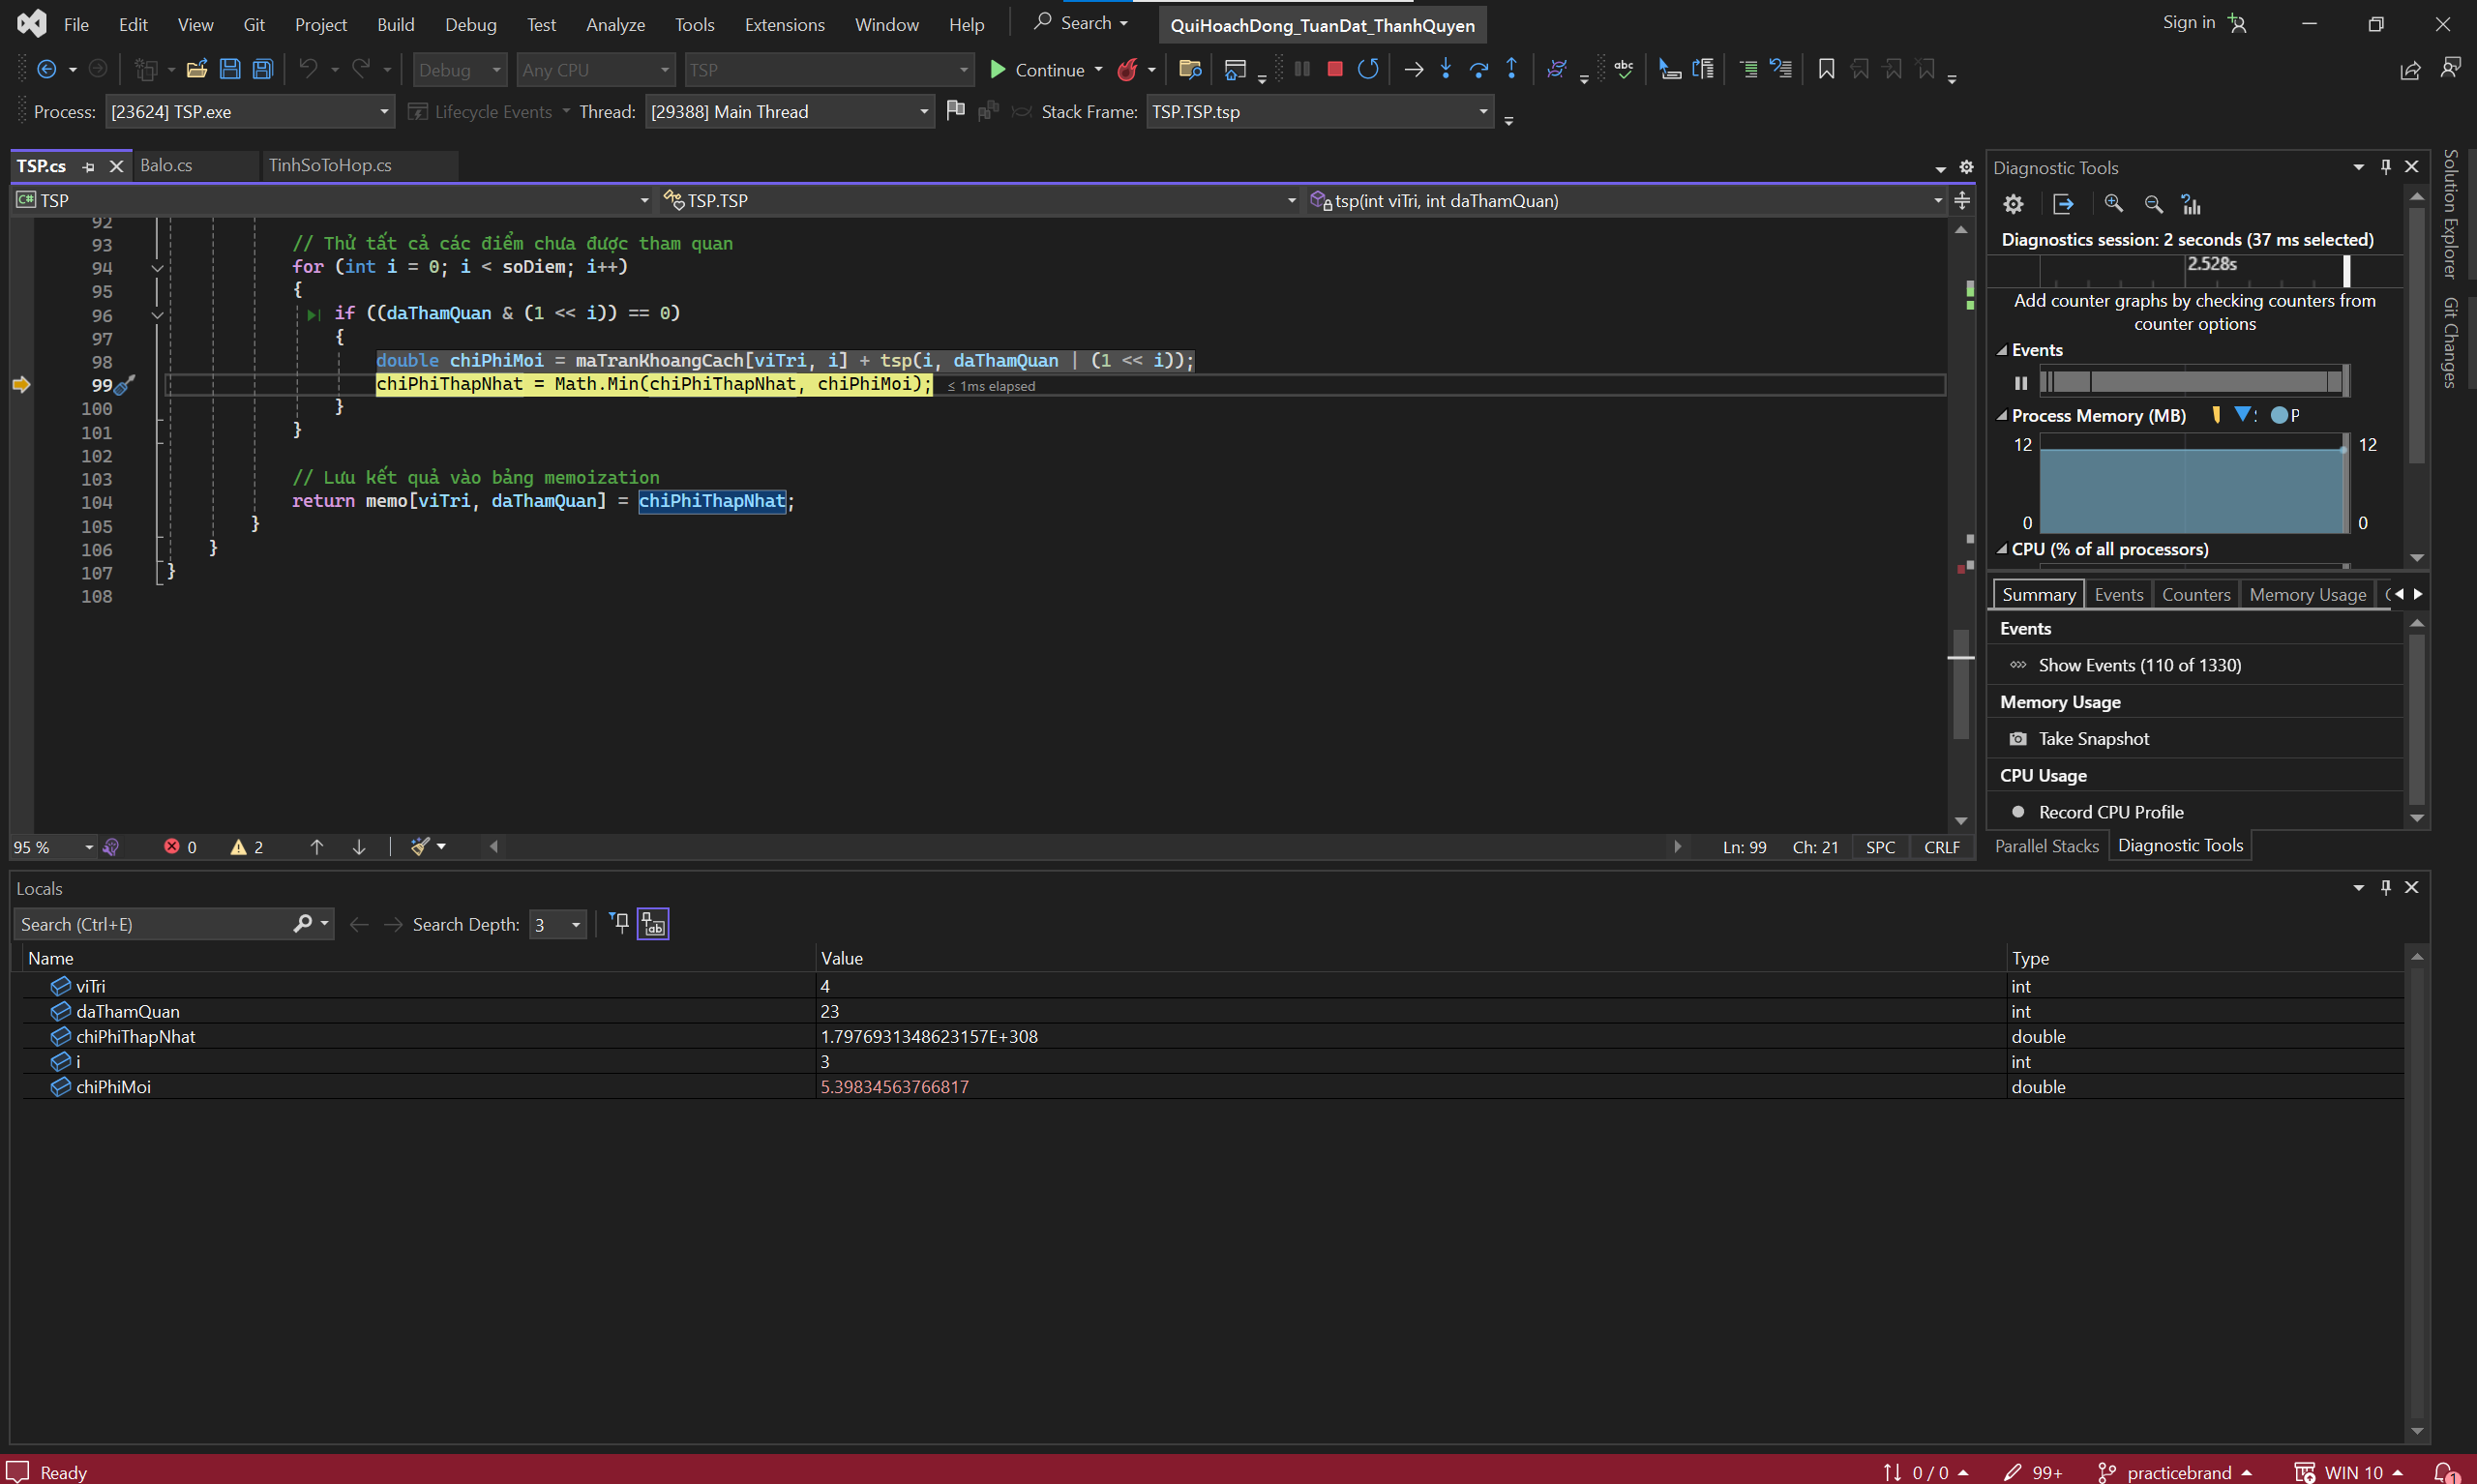 File Edit View Git Project Build Debug Test Analyze Tools Extensions Window Help Search QuiHoachDong_TuanDat_ThanhQuyen Sign in
Debug Any CPU TSP Continue
Process: [23624] TSP.exe Lifecycle Events Thread: [29388] Main Thread Stack Frame: TSP.TSP.tsp
TSP.cs Balo.cs TinhSoToHop.cs
C# TSP TSP.TSP tsp(int viTri, int daThamQuan)
92
93 // Thử tất cả các điểm chưa được tham quan
94 for (int i = 0; i < soDiem; i++)
95 {
96 if ((daThamQuan & (1 << i)) == 0)
97 {
98 double chiPhiMoi = maTranKhoangCach[viTri, i] + tsp(i, daThamQuan | (1 << i));
99 chiPhiThapNhat = Math.Min(chiPhiThapNhat, chiPhiMoi); ≤ 1ms elapsed
100 }
101 }
102
103 // Lưu kết quả vào bảng memoization
104 return memo[viTri, daThamQuan] = chiPhiThapNhat;
105 }
106 }
107 }
108
95 % 0 2 Ln: 99 Ch: 21 SPC CRLF
Diagnostic Tools
Diagnostics session: 2 seconds (37 ms selected)
2.528s
Add counter graphs by checking counters from
counter options
Events
Process Memory (MB) P
12 12
0 0
CPU (% of all processors)
Summary Events Counters Memory Usage
Events
Show Events (110 of 1330)
Memory Usage
Take Snapshot
CPU Usage
Record CPU Profile
Parallel Stacks Diagnostic Tools
Solution Explorer
Git Changes
Locals
Search (Ctrl+E) Search Depth: 3
Name Value Type
viTri 4 int
daThamQuan 23 int
chiPhiThapNhat 1.7976931348623157E+308 double
i 3 int
chiPhiMoi 5.39834563766817 double
Ready 0 / 0 99+ practicebrand WIN 10 1